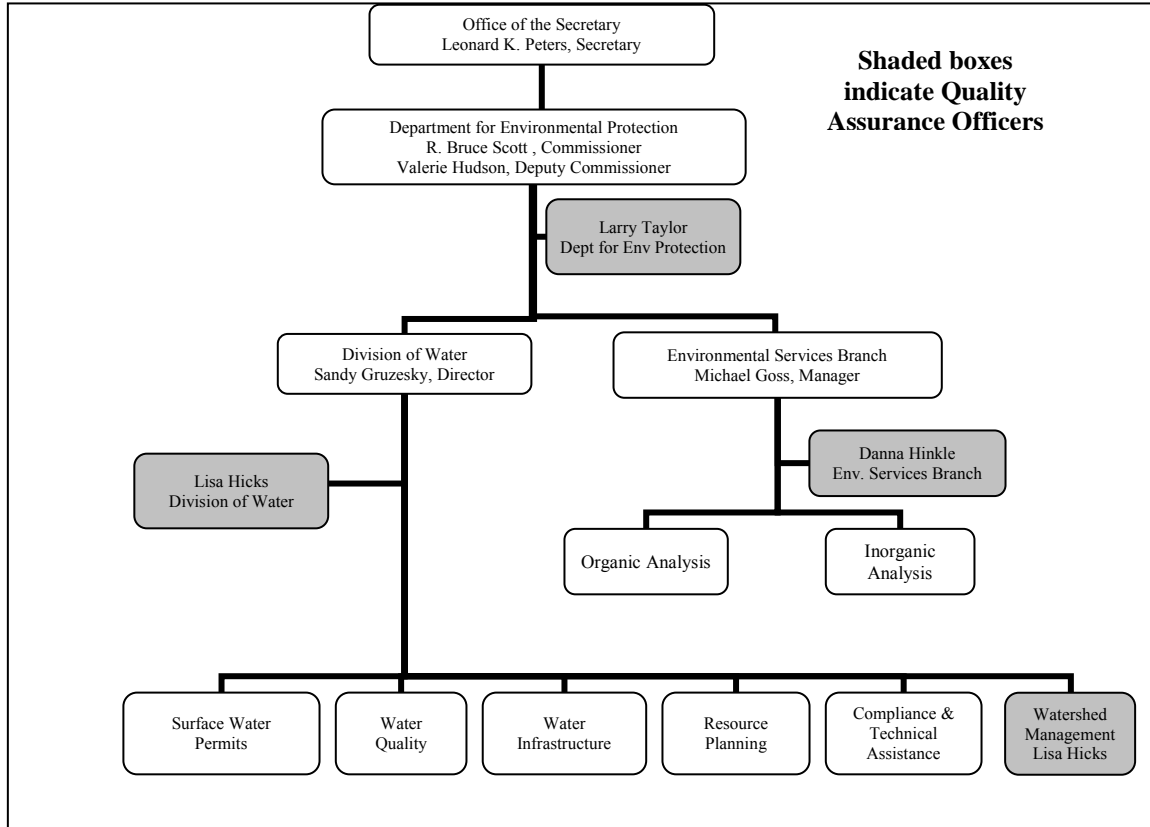 Office of the Secretary
Leonard K. Peters, Secretary
Shaded boxes
indicate Quality
Assurance Officers
Department for Environmental Protection
R. Bruce Scott , Commissioner
Valerie Hudson, Deputy Commissioner
Larry Taylor
Dept for Env Protection
Division of Water
Sandy Gruzesky, Director
Environmental Services Branch
Michael Goss, Manager
Lisa Hicks
Division of Water
Danna Hinkle
Env. Services Branch
Organic Analysis
Inorganic
Analysis
Surface Water
Permits
Water
Quality
Water
Infrastructure
Resource
Planning
Compliance &
Technical
Assistance
Watershed
Management
Lisa Hicks